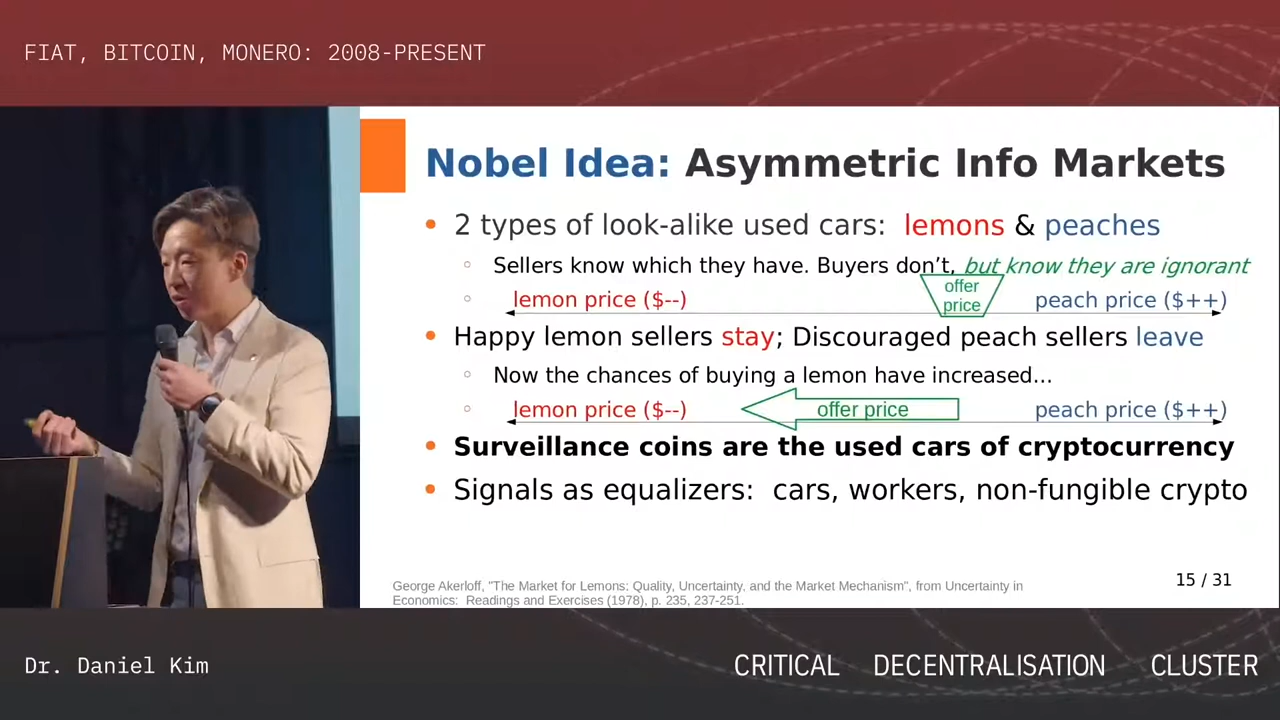 FIAT, BITCOIN, MONERO: 2008-PRESENT
Nobel Idea: Asymmetric Info Markets
2 types of look-alike used cars: lemons & peaches
Sellers know which they have. Buyers don't, but know they are ignorant
offer
price
lemon price ($--)
peach price ($++)
Happy lemon sellers stay; Discouraged peach sellers leave
Now the chances of buying a lemon have increased...
lemon price ($--)
offer price
peach price ($++)
Surveillance coins are the used cars of cryptocurrency
Signals as equalizers: cars, workers, non-fungible crypto
George Akerloff, "The Market for Lemons: Quality, Uncertainty, and the Market Mechanism", from Uncertainty in
Economics: Readings and Exercises (1978), p. 235, 237-251.
15 / 31
Dr. Daniel Kim
CRITICAL DECENTRALISATION CLUSTER